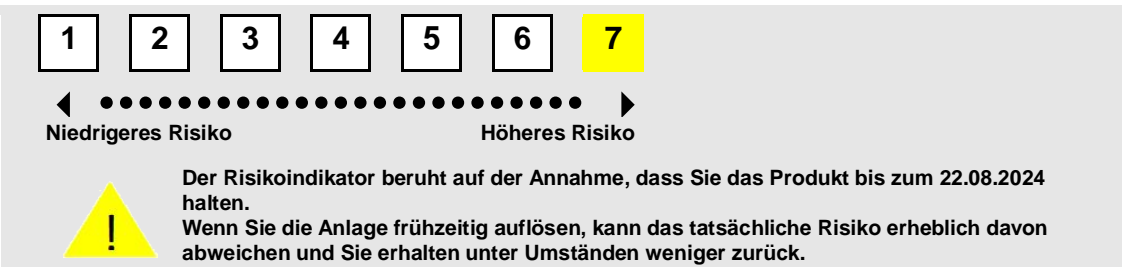 1 2 3 4 5 6 7
Niedrigeres Risiko Höheres Risiko
Der Risikoindikator beruht auf der Annahme, dass Sie das Produkt bis zum 22.08.2024
halten.
Wenn Sie die Anlage frühzeitig auflösen, kann das tatsächliche Risiko erheblich davon
abweichen und Sie erhalten unter Umständen weniger zurück.
!